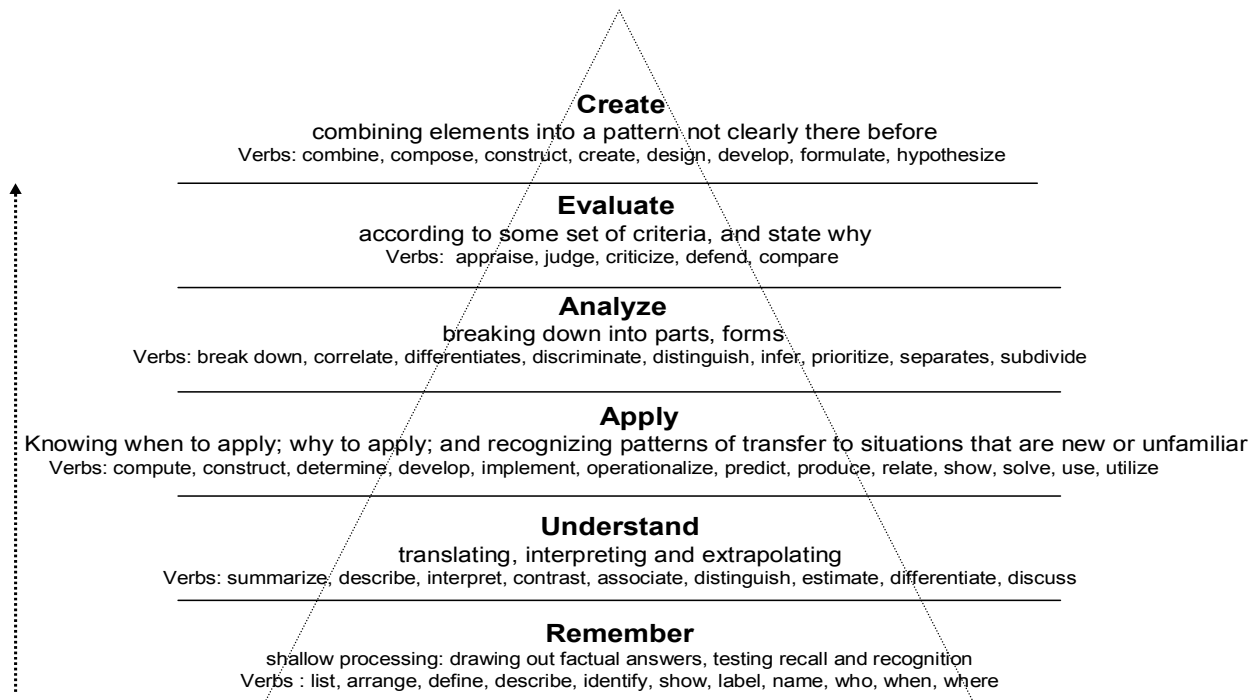 Create
combining elements into a pattern not clearly there before
Verbs: combine, compose, construct, create, design, develop, formulate, hypothesize
Evaluate
according to some set of criteria, and state why
Verbs:  appraise, judge, criticize, defend, compare
Analyze
breaking down into parts, forms
Verbs: break down, correlate, differentiates, discriminate, distinguish, infer, prioritize, separates, subdivide
Apply
Knowing when to apply; why to apply; and recognizing patterns of transfer to situations that are new or unfamiliar
Verbs: compute, construct, determine, develop, implement, operationalize, predict, produce, relate, show, solve, use, utilize
Understand
translating, interpreting and extrapolating
Verbs: summarize, describe, interpret, contrast, associate, distinguish, estimate, differentiate, discuss
Remember
shallow processing: drawing out factual answers, testing recall and recognition
Verbs : list, arrange, define, describe, identify, show, label, name, who, when, where